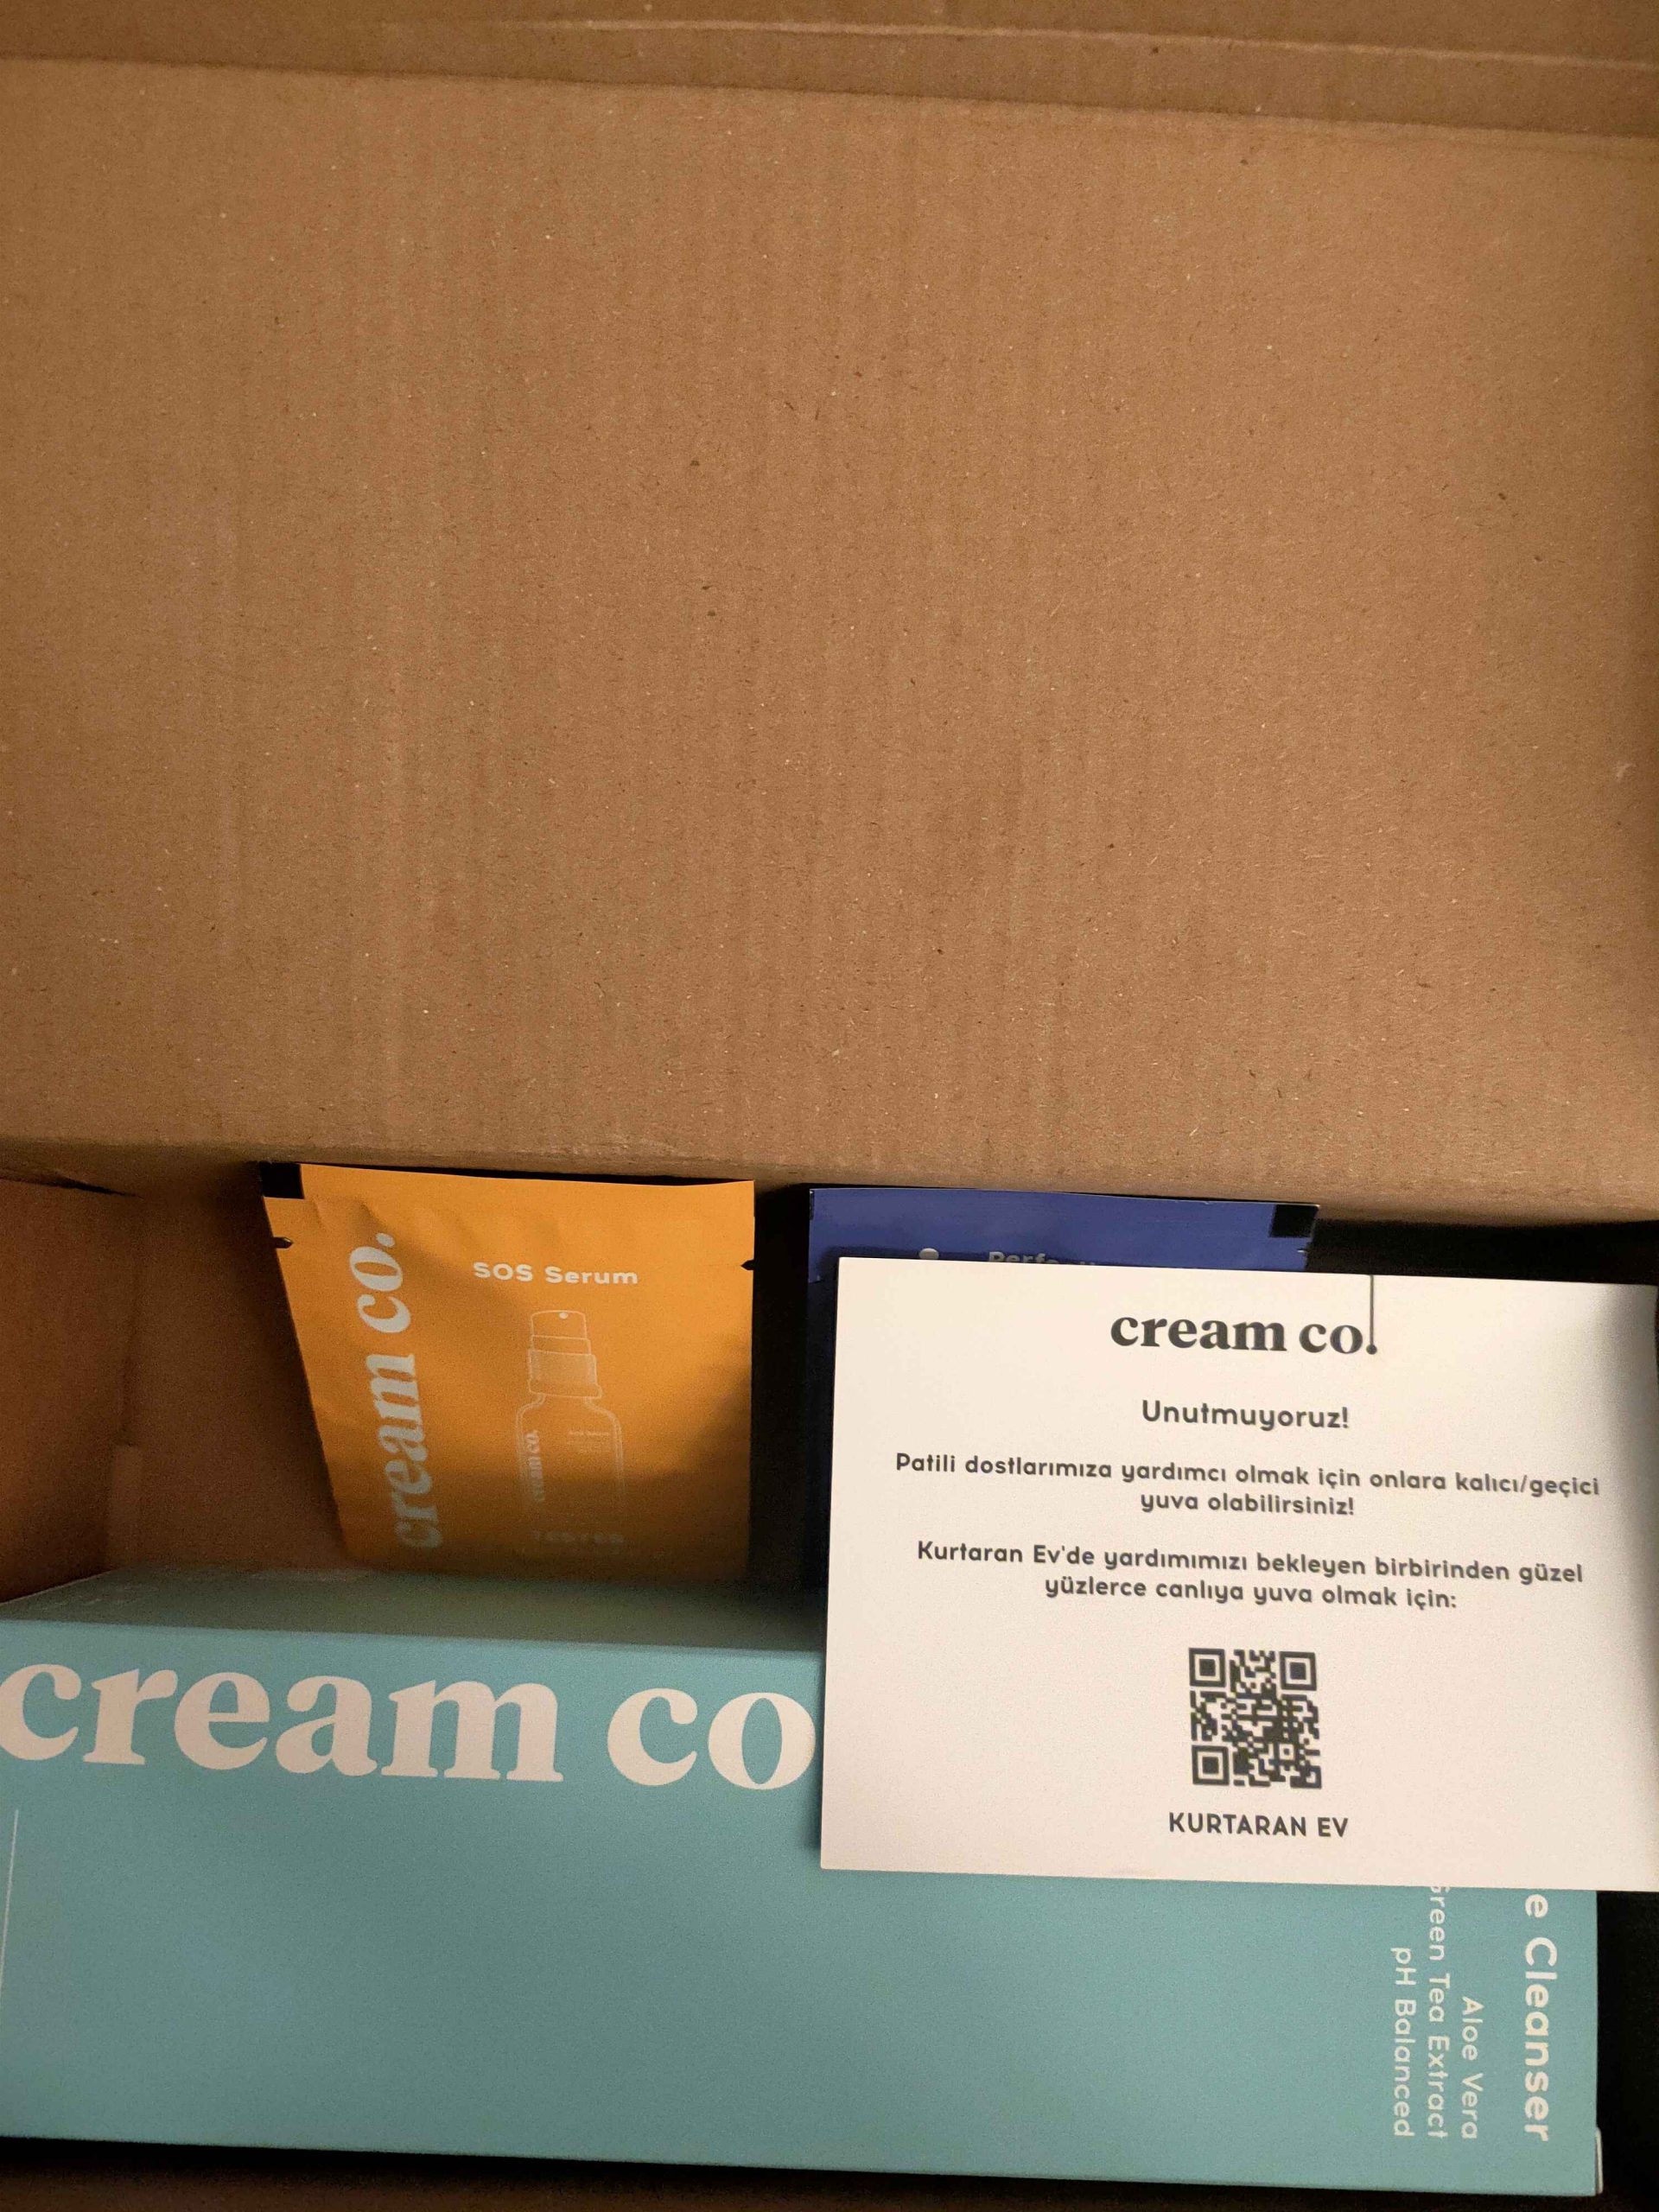 cream co.
SOS Serum
cream co.
TESTER
cream co.
Unutmuyoruz!
Patili dostlarımıza yardımcı olmak için onlara kalıcı/geçici
yuva olabilirsiniz!
Kurtaran Ev'de yardımımızı bekleyen birbirinden güzel
yüzlerce canlıya yuva olmak için:
KURTARAN EV
cream co
Cleanser
Aloe Vera
Green Tea Extract
pH Balanced